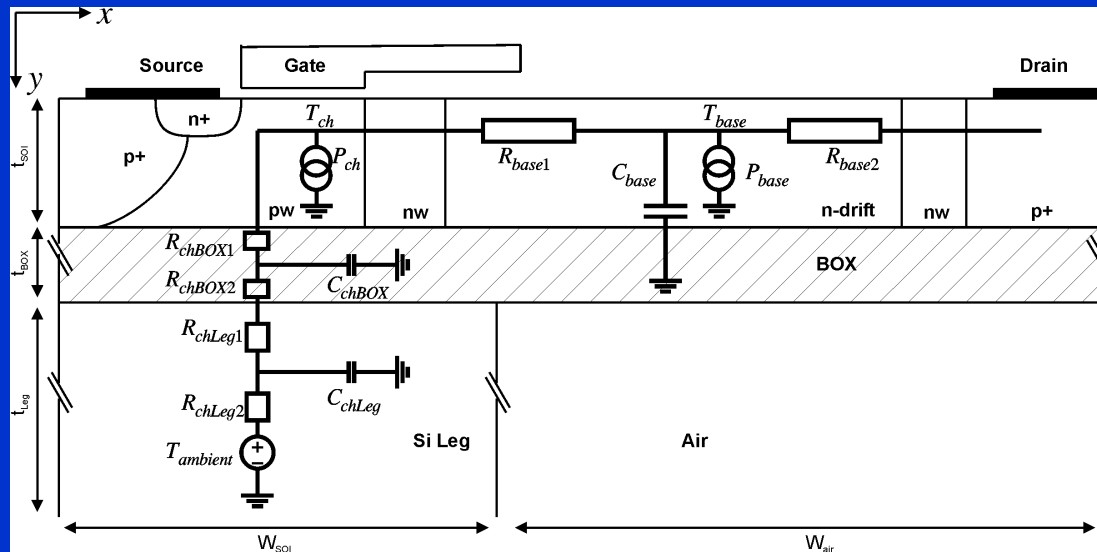 x
y
Source
Gate
Drain
n+
p+
T_ch
P_ch
pw
nw
R_base1
C_base
T_base
P_base
R_base2
n-drift
nw
p+
t_SOI
t_BOX
t_Leg
R_chBOX1
R_chBOX2
C_chBOX
BOX
R_chLeg1
R_chLeg2
C_chLeg
T_ambient
+
−
Si Leg
Air
W_SOI
W_air